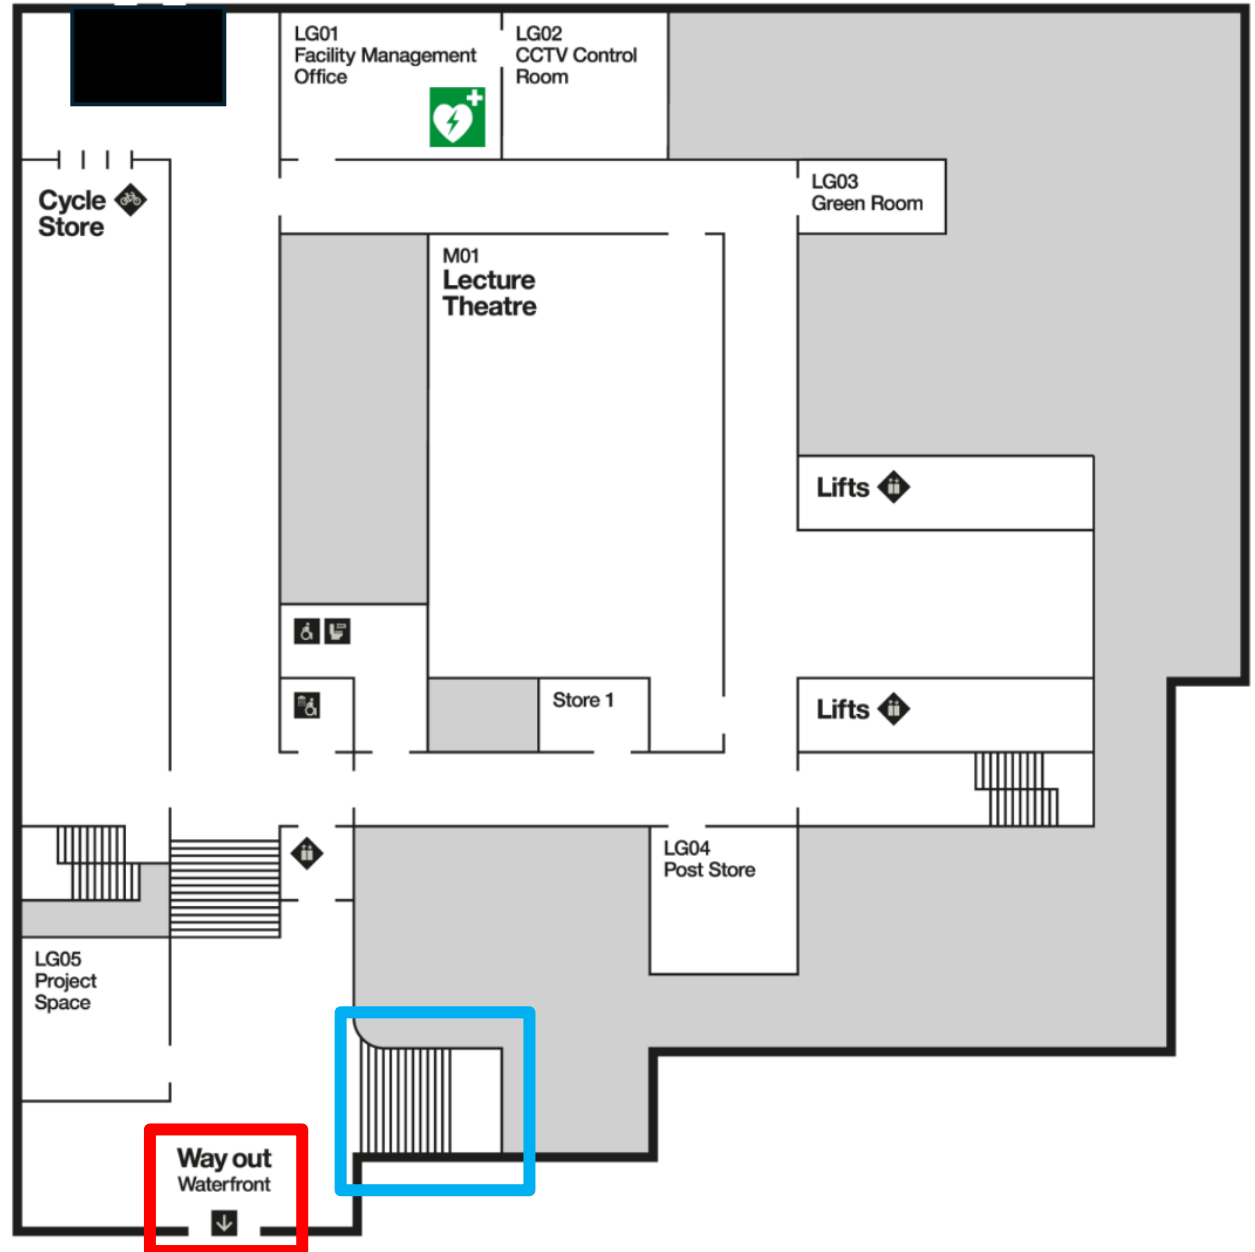 LG01
Facility Management
Office
LG02
CCTV Control
Room
LG03
Green Room
Cycle
Store
M01
Lecture
Theatre
Lifts
Store 1
Lifts
LG04
Post Store
LG05
Project
Space
Way out
Waterfront